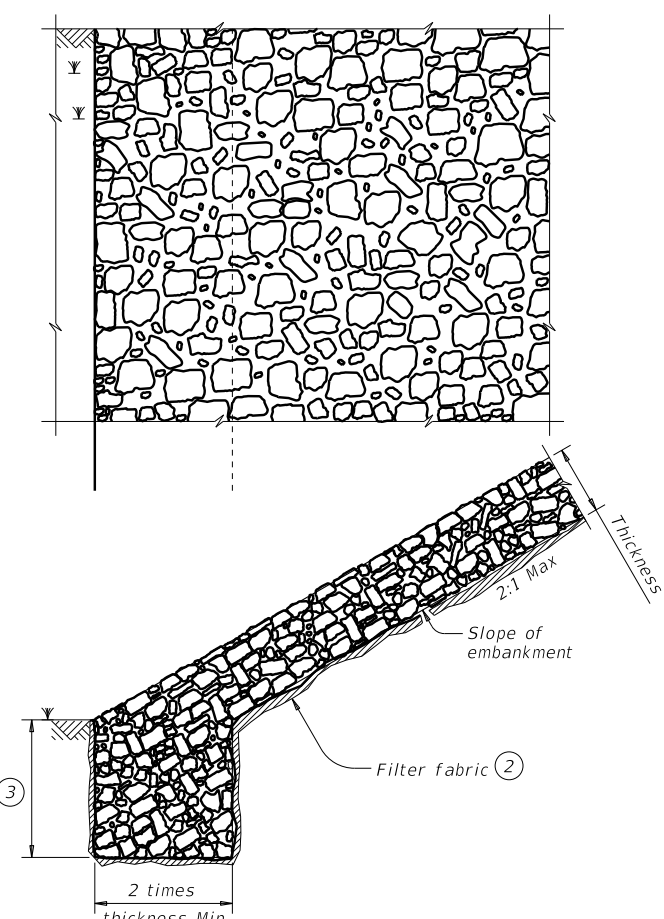 Thickness
2:1 Max
Slope of
embankment
Filter fabric 2
3
2 times
thickness Min